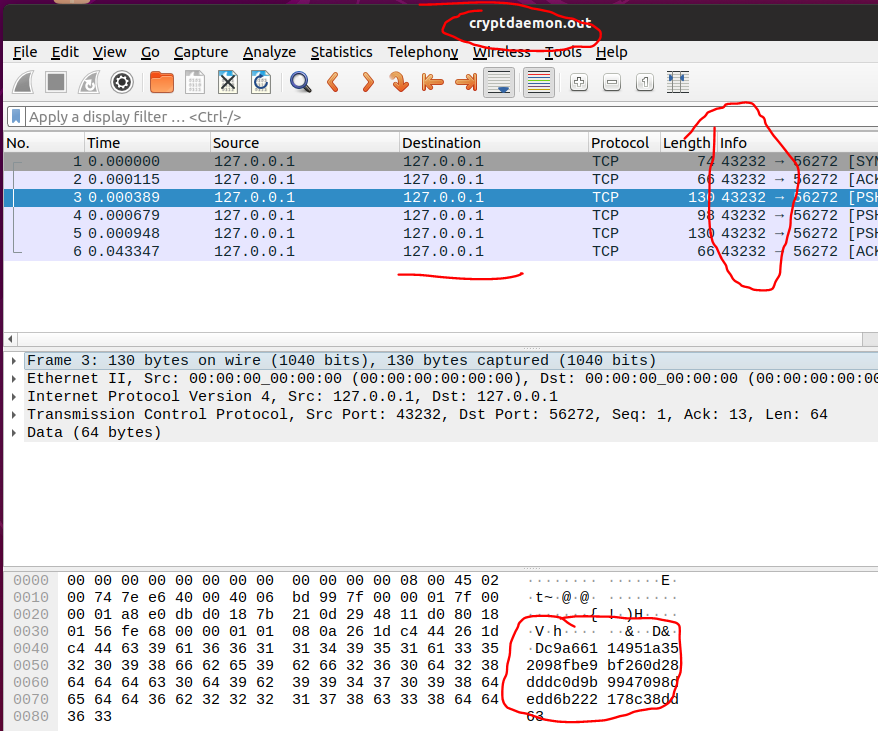 cryptdaemon.out
File Edit View Go Capture Analyze Statistics Telephony Wireless Tools Help
Apply a display filter … <Ctrl-/>
No. Time Source Destination Protocol Length Info
1 0.000000 127.0.0.1 127.0.0.1 TCP 74 43232 → 56272 [SYN
2 0.000115 127.0.0.1 127.0.0.1 TCP 66 43232 → 56272 [ACK
3 0.000389 127.0.0.1 127.0.0.1 TCP 130 43232 → 56272 [PSH
4 0.000679 127.0.0.1 127.0.0.1 TCP 98 43232 → 56272 [PSH
5 0.000948 127.0.0.1 127.0.0.1 TCP 130 43232 → 56272 [PSH
6 0.043347 127.0.0.1 127.0.0.1 TCP 66 43232 → 56272 [ACK
Frame 3: 130 bytes on wire (1040 bits), 130 bytes captured (1040 bits)
Ethernet II, Src: 00:00:00_00:00:00 (00:00:00:00:00:00), Dst: 00:00:00_00:00:00 (00:00:00:00:00
Internet Protocol Version 4, Src: 127.0.0.1, Dst: 127.0.0.1
Transmission Control Protocol, Src Port: 43232, Dst Port: 56272, Seq: 1, Ack: 13, Len: 64
Data (64 bytes)
0000 00 00 00 00 00 00 00 00 00 00 00 00 08 00 45 02 ········ ······E·
0010 00 74 7e e6 40 00 40 06 bd 99 7f 00 00 01 7f 00 ·t~·@·@· ········
0020 00 01 a8 e0 db d0 18 7b 21 0d 29 48 11 d0 80 18 ·······{ !·)H····
0030 01 56 fe 68 00 00 01 01 08 0a 26 1d c4 44 26 1d ·V·h···· ··&··D&·
0040 c4 44 63 39 61 36 36 31 31 34 39 35 31 61 33 35 ·Dc9a661 14951a35
0050 32 30 39 38 66 62 65 39 62 66 32 36 30 64 32 38 2098fbe9 bf260d28
0060 64 64 64 63 30 64 39 62 39 39 34 37 30 39 38 64 dddc0d9b 9947098d
0070 65 64 64 36 62 32 32 32 31 37 38 63 33 38 64 64 edd6b222 178c38dd
0080 36 33 63